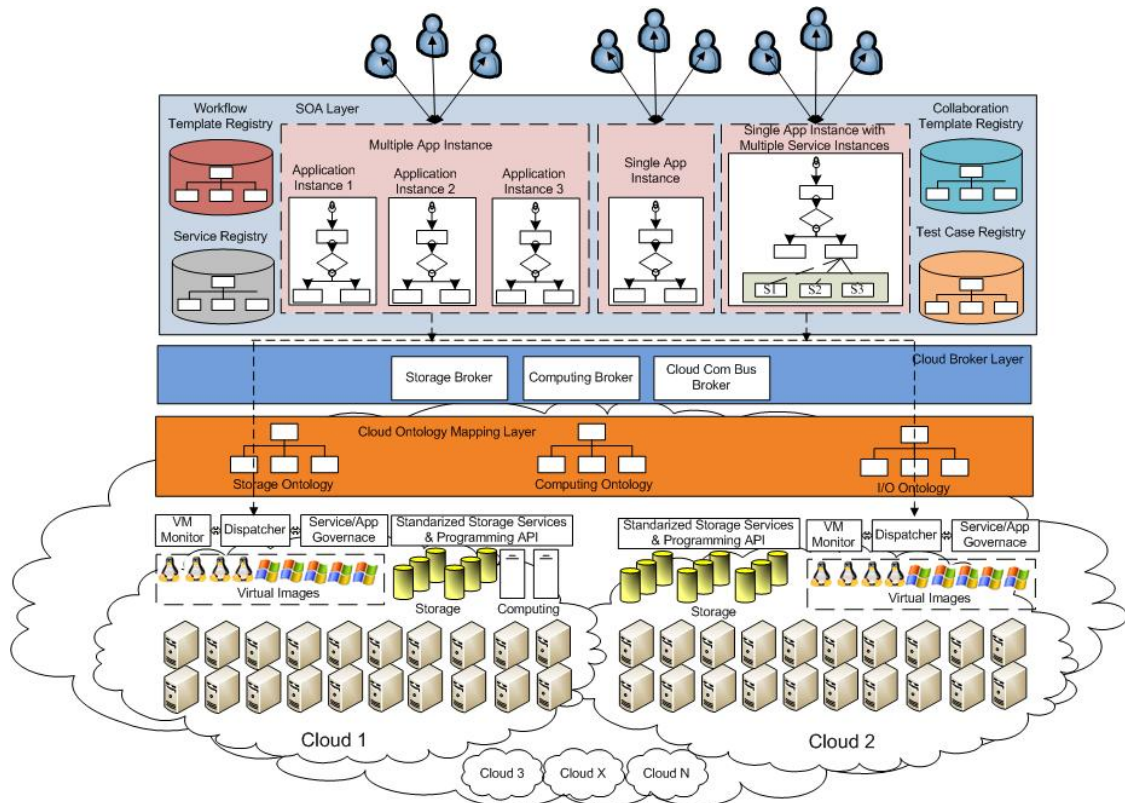 Workflow
Template Registry
SOA Layer
Collaboration
Template Registry
Multiple App Instance
Single App
Instance
Single App Instance with
Multiple Service Instances
Application
Instance 1
Application
Instance 2
Application
Instance 3
Service Registry
Test Case Registry
S1
S2
S3
Cloud Broker Layer
Storage Broker
Computing Broker
Cloud Com Bus
Broker
Cloud Ontology Mapping Layer
Storage Ontology
Computing Ontology
I/O Ontology
VM
Monitor
Dispatcher
Service/App
Governace
Standarized Storage Services
& Programming API
Standarized Storage Services
& Programming API
VM
Monitor
Dispatcher
Service/App
Governace
Virtual Images
Storage
Computing
Storage
Virtual Images
Cloud 1
Cloud 2
Cloud 3
Cloud X
Cloud N